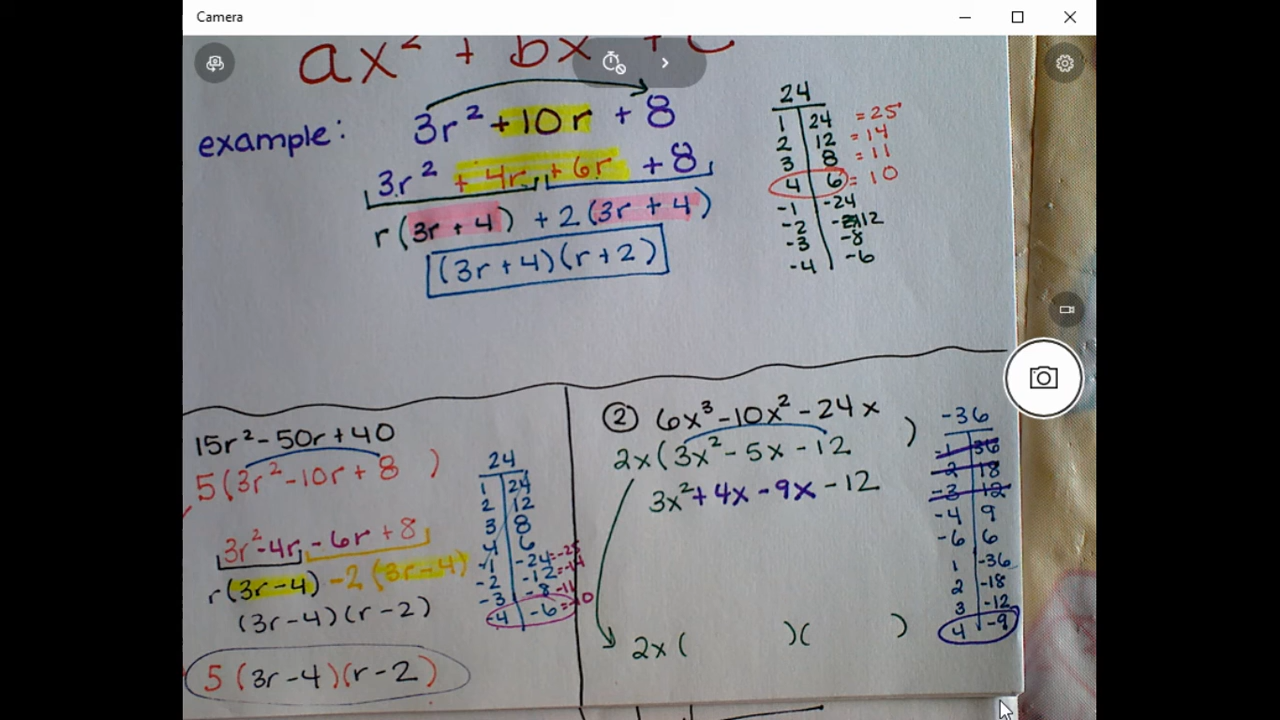 Camera
ax² + bx + c
example: 3r² + 10r + 8
3r² + 4r + 6r + 8
r(3r + 4) + 2(3r + 4)
(3r + 4)(r + 2)
24
1 24 = 25
2 12 = 14
3 8 = 11
4 6 = 10
-1 -24
-2 -12
-3 -8
-4 -6
15r² - 50r + 40
5(3r² - 10r + 8 )
3r² - 4r - 6r + 8
r(3r - 4) - 2(3r - 4)
(3r - 4)(r - 2)
5(3r - 4)(r - 2)
24
1 24
2 12
3 8
4 6
-1 -24 = -25
-2 -12 = -14
-3 -8 = -11
-4 -6 = -10
② 6x³ - 10x² - 24x
2x(3x² - 5x - 12 )
3x² + 4x - 9x - 12
2x( )( )
-36
-1 36
-2 18
-3 12
-4 9
-6 6
1 -36
2 -18
3 -12
4 -9